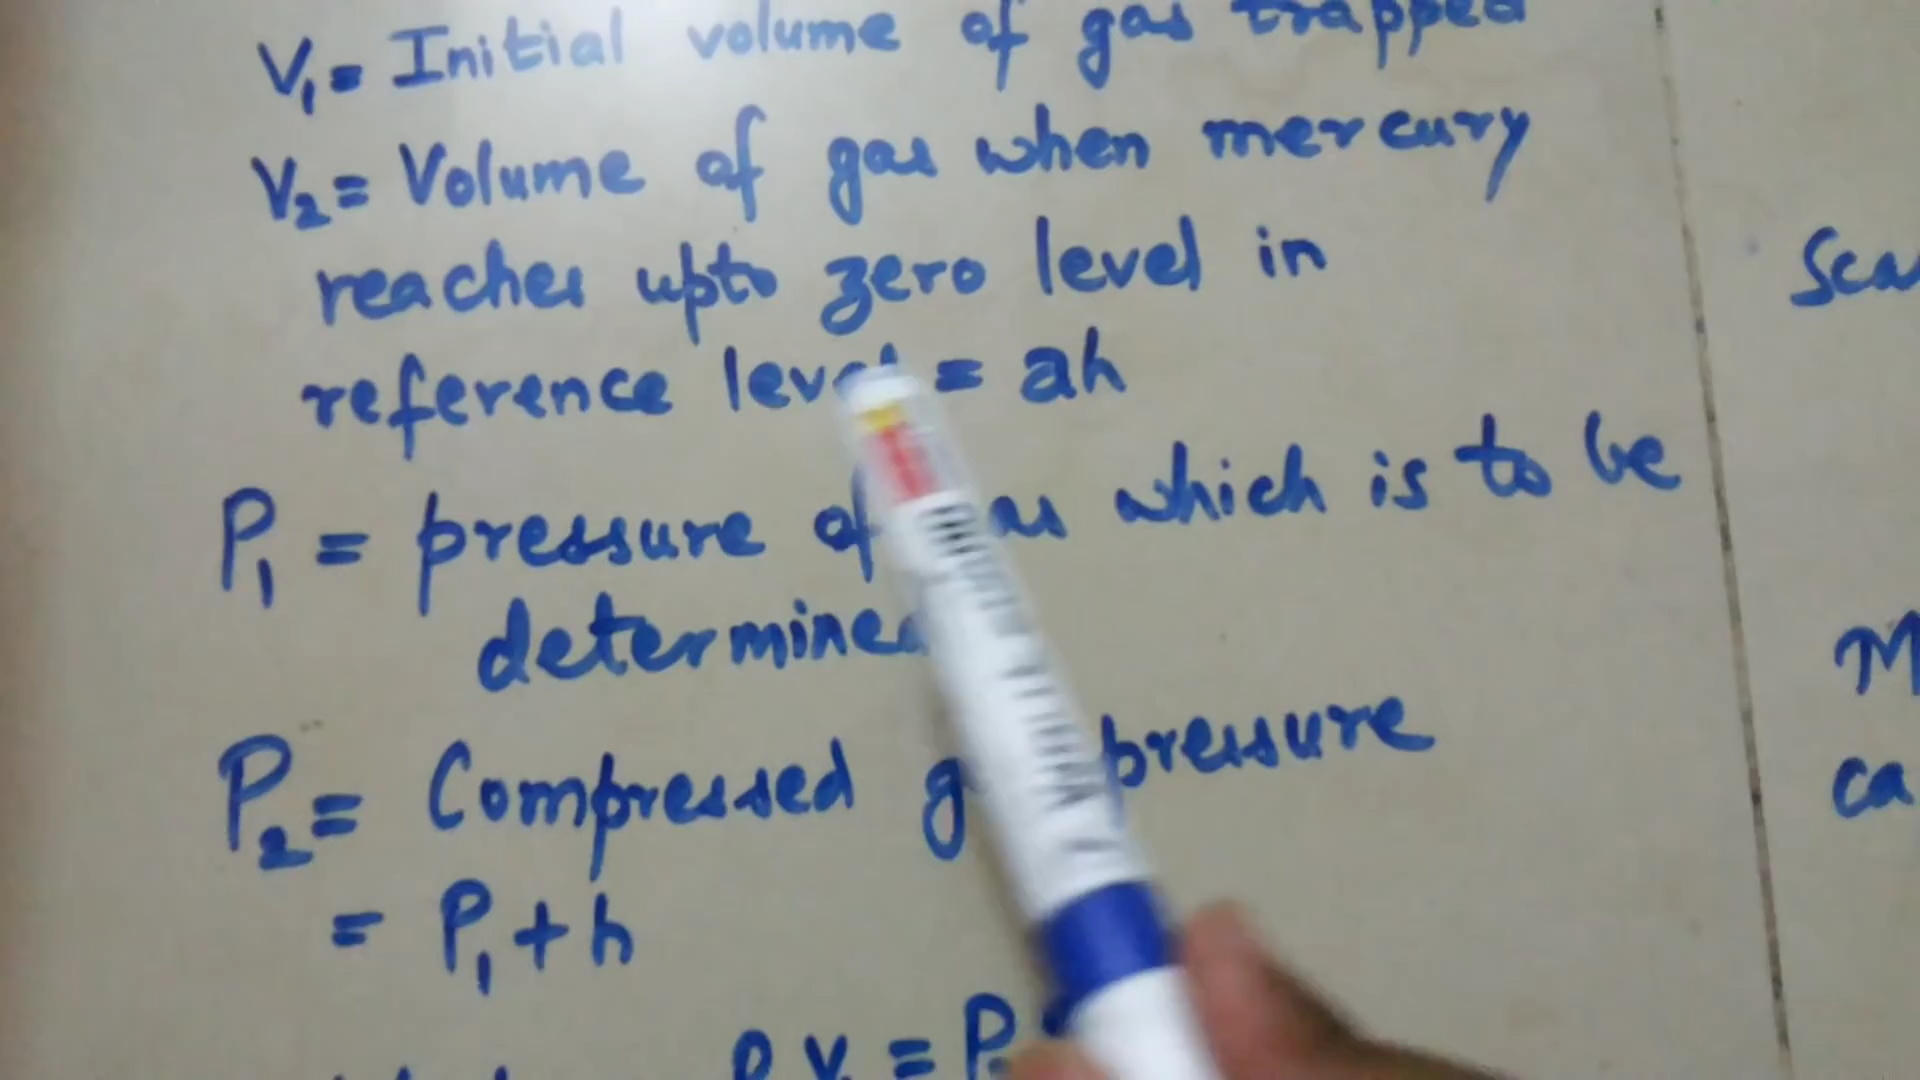 V₁= Initial volume of gas trapped
V₂= Volume of gas when mercury
reaches upto zero level in
reference level = ah
P₁ = pressure of gas which is to be
determined
P₂= Compressed pressure
= P₁+h